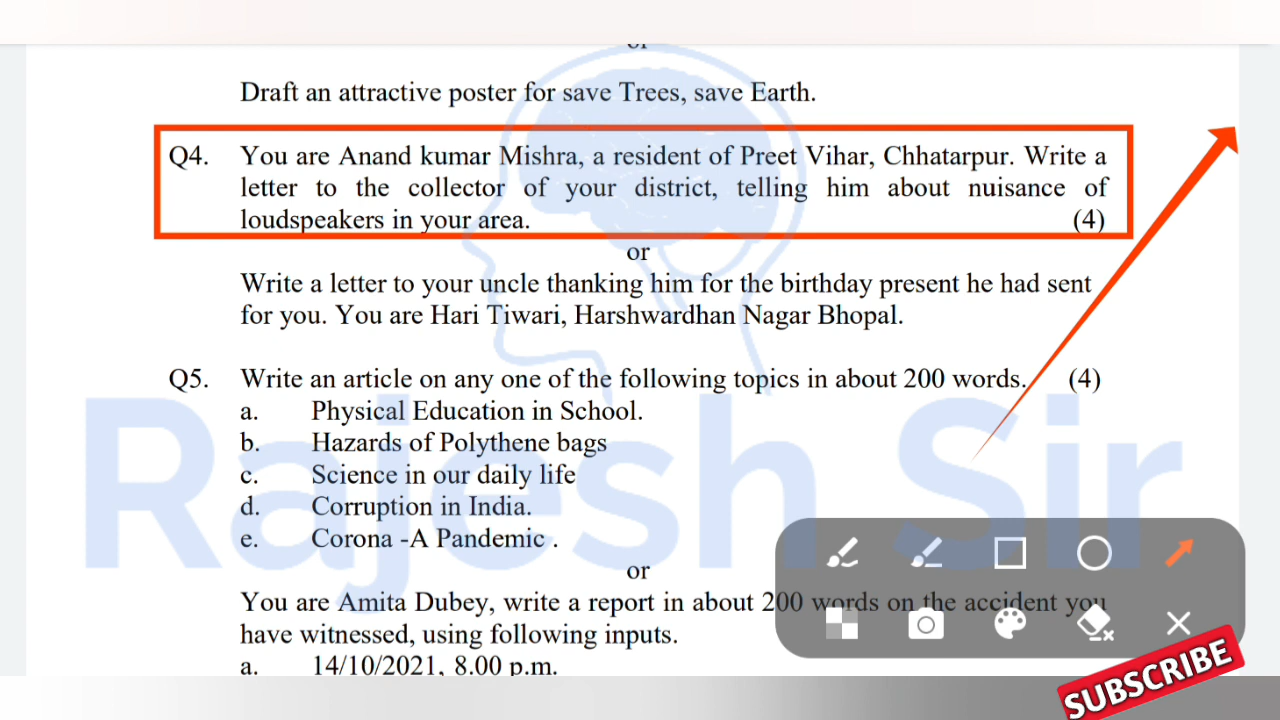 or
Draft an attractive poster for save Trees, save Earth.
Q4. You are Anand kumar Mishra, a resident of Preet Vihar, Chhatarpur. Write a
letter to the collector of your district, telling him about nuisance of
loudspeakers in your area. (4)
or
Write a letter to your uncle thanking him for the birthday present he had sent
for you. You are Hari Tiwari, Harshwardhan Nagar Bhopal.
Q5. Write an article on any one of the following topics in about 200 words. (4)
a. Physical Education in School.
b. Hazards of Polythene bags
c. Science in our daily life
d. Corruption in India.
e. Corona -A Pandemic .
or
You are Amita Dubey, write a report in about 200 words on the accident you
have witnessed, using following inputs.
a. 14/10/2021, 8.00 p.m.
Rajesh Sir
SUBSCRIBE